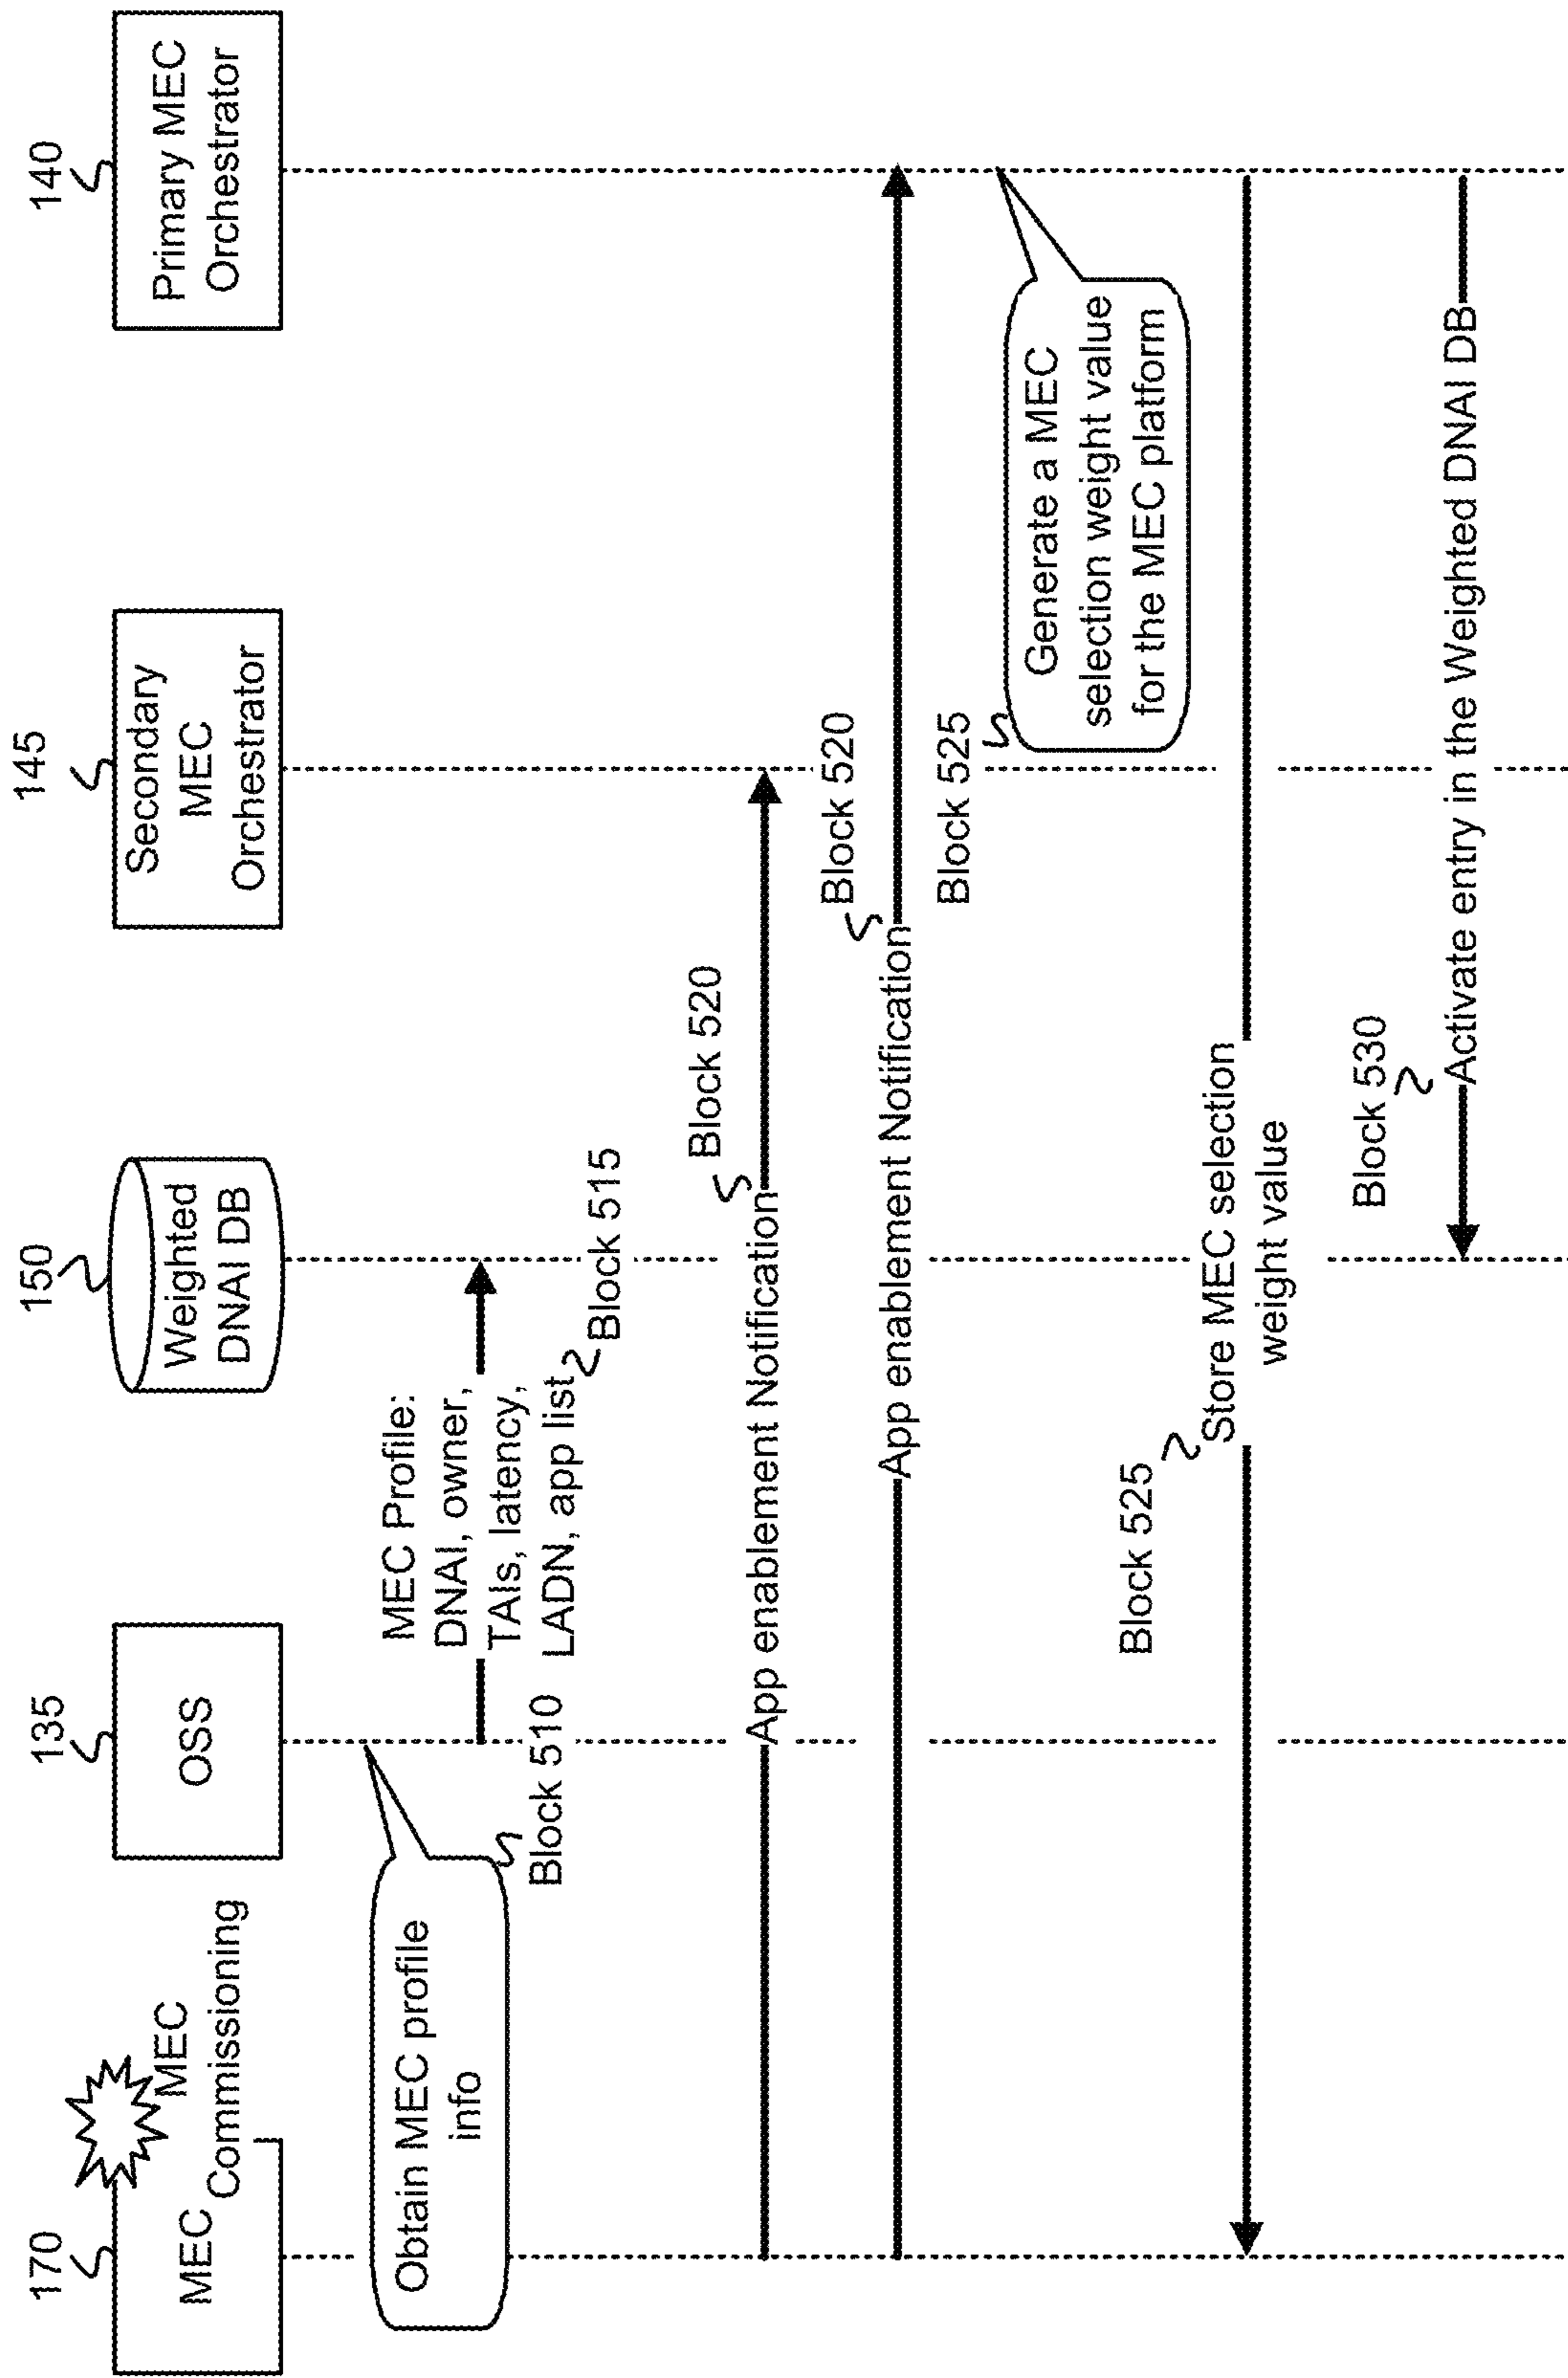 170
MEC
MEC
Commissioning
135
OSS
150
Weighted
DNAI DB
145
Secondary
MEC
Orchestrator
140
Primary MEC
Orchestrator
Obtain MEC profile
info
Block 510
MEC Profile:
DNAI, owner,
TAIs, latency,
LADN, app list
Block 515
Block 520
App enablement Notification
Block 520
App enablement Notification
Block 525
Generate a MEC
selection weight value
for the MEC platform
Block 525
Store MEC selection
weight value
Block 530
Activate entry in the Weighted DNAI DB